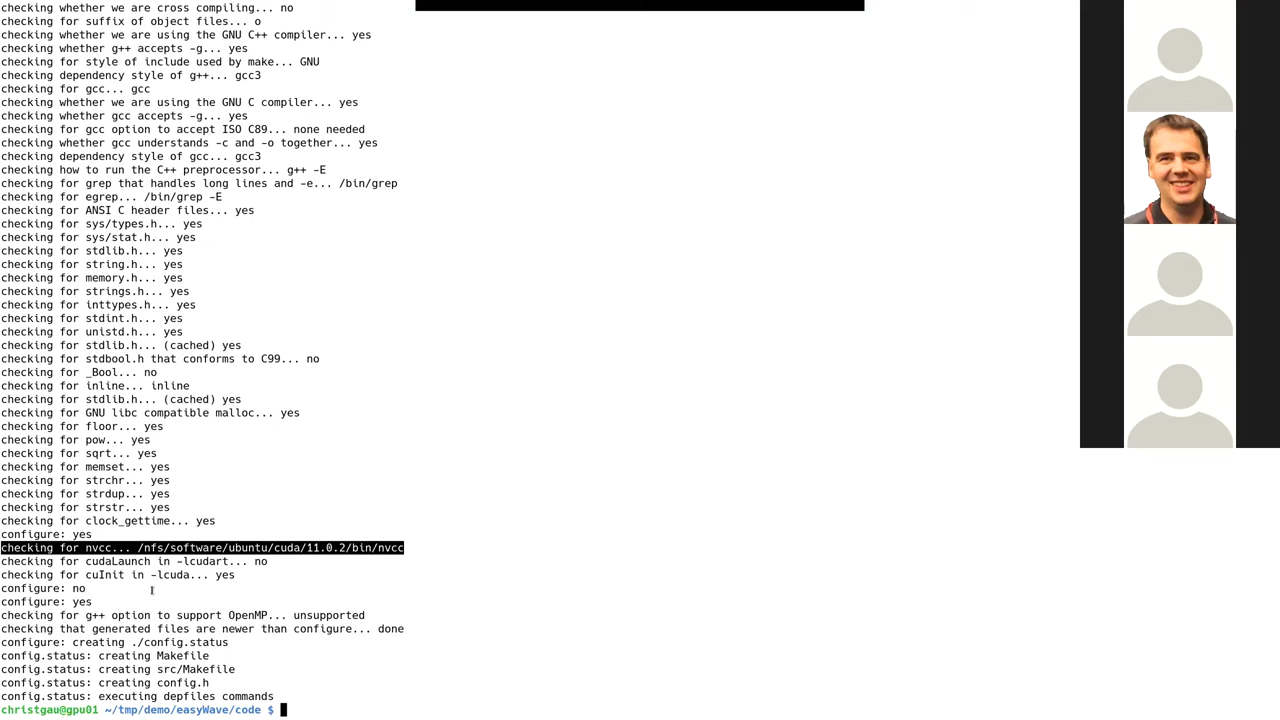 checking whether we are cross compiling... no
checking for suffix of object files... o
checking whether we are using the GNU C++ compiler... yes
checking whether g++ accepts -g... yes
checking for style of include used by make... GNU
checking dependency style of g++... gcc3
checking for gcc... gcc
checking whether we are using the GNU C compiler... yes
checking whether gcc accepts -g... yes
checking for gcc option to accept ISO C89... none needed
checking whether gcc understands -c and -o together... yes
checking dependency style of gcc... gcc3
checking how to run the C++ preprocessor... g++ -E
checking for grep that handles long lines and -e... /bin/grep
checking for egrep... /bin/grep -E
checking for ANSI C header files... yes
checking for sys/types.h... yes
checking for sys/stat.h... yes
checking for stdlib.h... yes
checking for string.h... yes
checking for memory.h... yes
checking for strings.h... yes
checking for inttypes.h... yes
checking for stdint.h... yes
checking for unistd.h... yes
checking for stdlib.h... (cached) yes
checking for stdbool.h that conforms to C99... no
checking for _Bool... no
checking for inline... inline
checking for stdlib.h... (cached) yes
checking for GNU libc compatible malloc... yes
checking for floor... yes
checking for pow... yes
checking for sqrt... yes
checking for memset... yes
checking for strchr... yes
checking for strdup... yes
checking for strstr... yes
checking for clock_gettime... yes
configure: yes
checking for nvcc... /nfs/software/ubuntu/cuda/11.0.2/bin/nvcc
checking for cudaLaunch in -lcudart... no
checking for cuInit in -lcuda... yes
configure: no
configure: yes
checking for g++ option to support OpenMP... unsupported
checking that generated files are newer than configure... done
configure: creating ./config.status
config.status: creating Makefile
config.status: creating src/Makefile
config.status: creating config.h
config.status: executing depfiles commands
christgau@gpu01 ~/tmp/demo/easyWave/code $